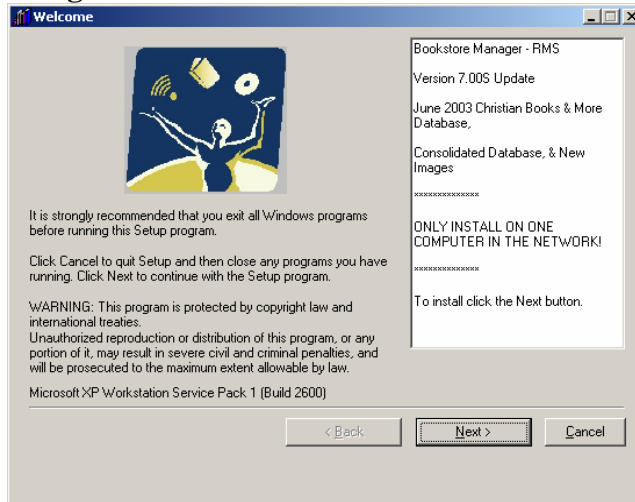 Welcome
Bookstore Manager - RMS
Version 7.00S Update
June 2003 Christian Books & More
Database,
Consolidated Database, & New
Images
*************
ONLY INSTALL ON ONE
COMPUTER IN THE NETWORK!
*************
To install click the Next button.
It is strongly recommended that you exit all Windows programs
before running this Setup program.
Click Cancel to quit Setup and then close any programs you have
running. Click Next to continue with the Setup program.
WARNING: This program is protected by copyright law and
international treaties.
Unauthorized reproduction or distribution of this program, or any
portion of it, may result in severe civil and criminal penalties, and
will be prosecuted to the maximum extent allowable by law.
Microsoft XP Workstation Service Pack 1 (Build 2600)
< Back
Next >
Cancel